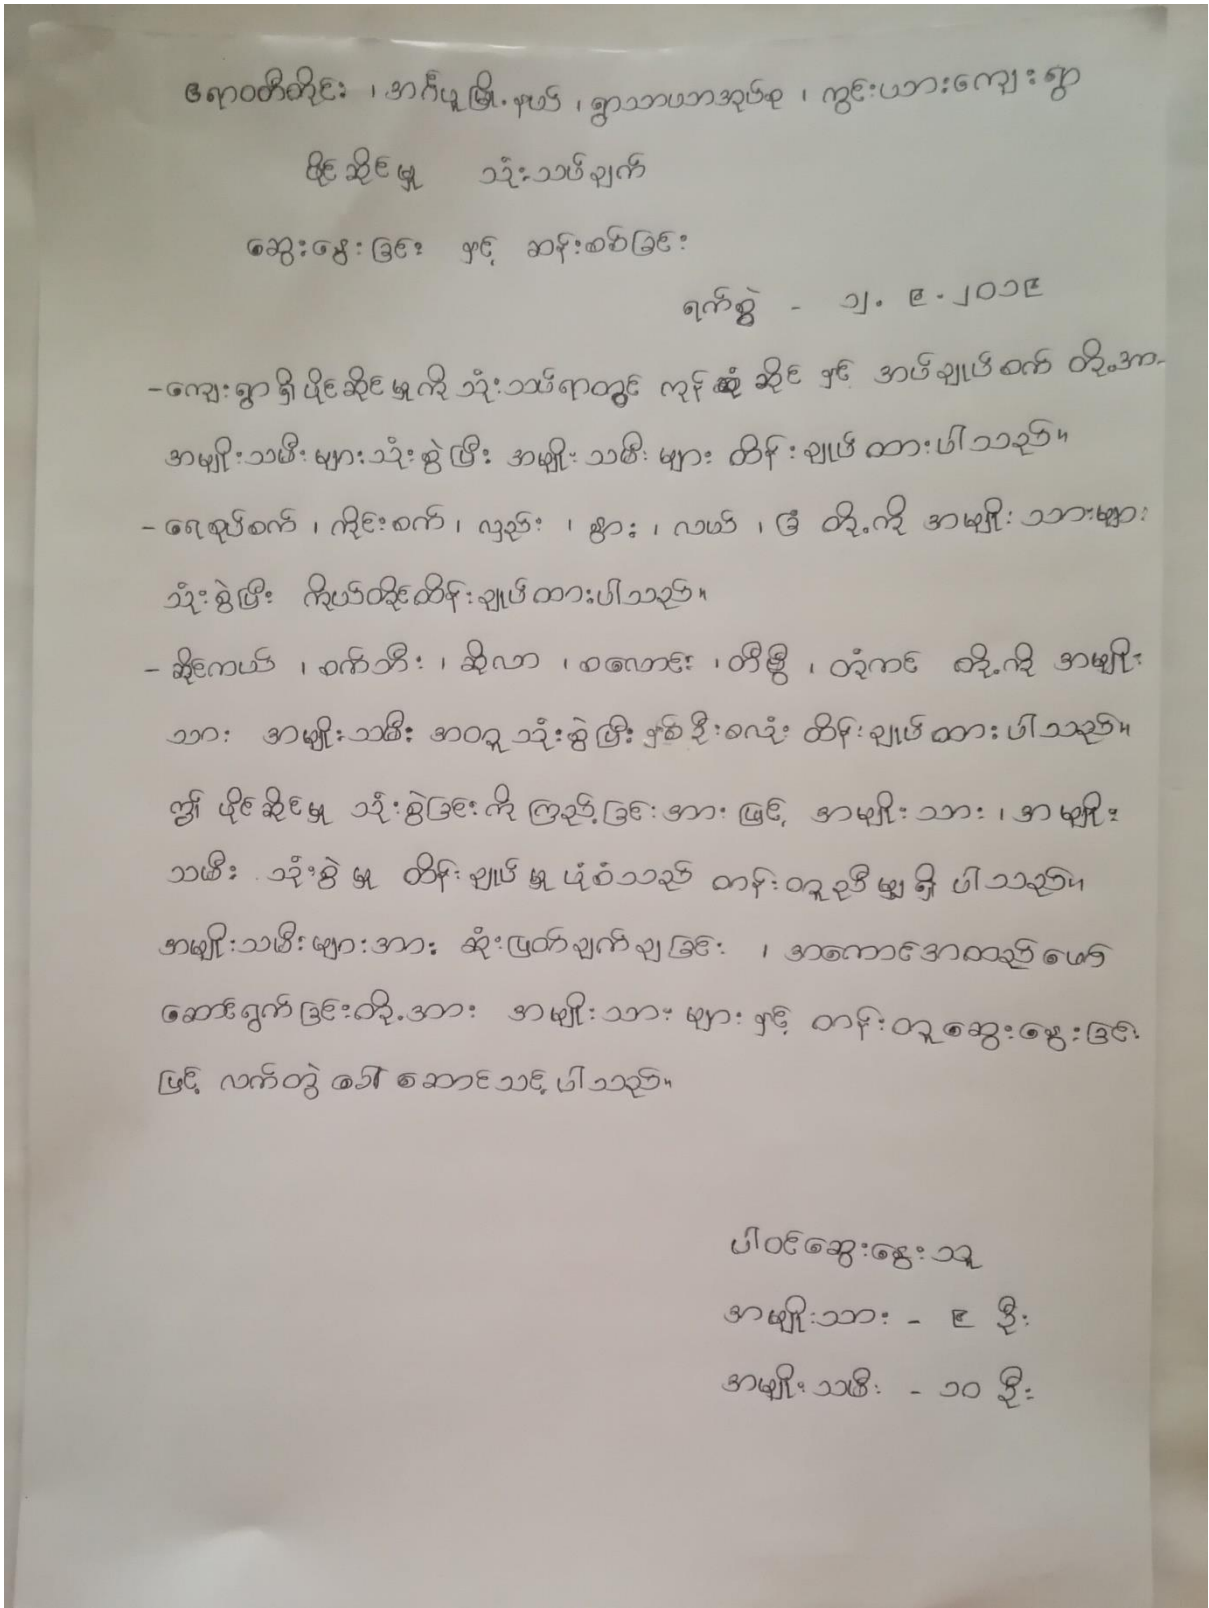 ဧရာဝတီတိုင်း ၊ အင်္ဂပူမြို့နယ် ၊ ရွာသာယာအုပ်စု ၊ ကွင်းပဘားကျေးရွာ
ပိုင်ဆိုင်မှု သုံးသပ်ချက်
ဆွေးနွေးခြင်း နှင့် ဆန်းစစ်ခြင်း
ရက်စွဲ - ၁၂. ၉. ၂၀၁၉
- ကျေးရွာရှိပိုင်ဆိုင်မှုကို သုံးသပ်ရာတွင် ကုန်စုံဆိုင် နှင့် အပ်ချုပ်စက် တို့အား
အမျိုးသမီးများသုံးစွဲပြီး အမျိုးသမီးများ ထိန်းချုပ်ထားပါသည်။
- ရေစုပ်စက် ၊ ကိုင်းစက် ၊ လှည်း ၊ နွား ၊ လယ် ၊ ခြံ တို့ကို အမျိုးသားများ
သုံးစွဲပြီး ကိုယ်တိုင်ထိန်းချုပ်ထားပါသည်။
- ဆိုင်ကယ် ၊ စက်ဘီး ၊ ဆိုလာ ၊ စလောင်း ၊ တီဗွီ ၊ တုံကင် တို့ကို အမျိုး
သား အမျိုးသမီး အတူသုံးစွဲပြီး နှစ်ဦးစလုံး ထိန်းချုပ်ထားပါသည်။
ဤပိုင်ဆိုင်မှု သုံးစွဲခြင်းကို ကြည့်ခြင်းအားဖြင့် အမျိုးသား ၊ အမျိုး
သမီး သုံးစွဲမှု ထိန်းချုပ်မှုပုံစံသည် တန်းတူညီမျှရှိပါသည်။
အမျိုးသမီးများအား ဆုံးဖြတ်ချက်ချခြင်း ၊ အကောင်အထည်ဖော်
ဆောင်ရွက်ခြင်းတို့အား အမျိုးသားများနှင့် တန်းတူဆွေးနွေးခြင်း
ဖြင့် လက်တွဲခေါ်ဆောင်သင့်ပါသည်။
ပါဝင်ဆွေးနွေးသူ
အမျိုးသား - ၉ ဦး
အမျိုးသမီး - ၁၀ ဦး